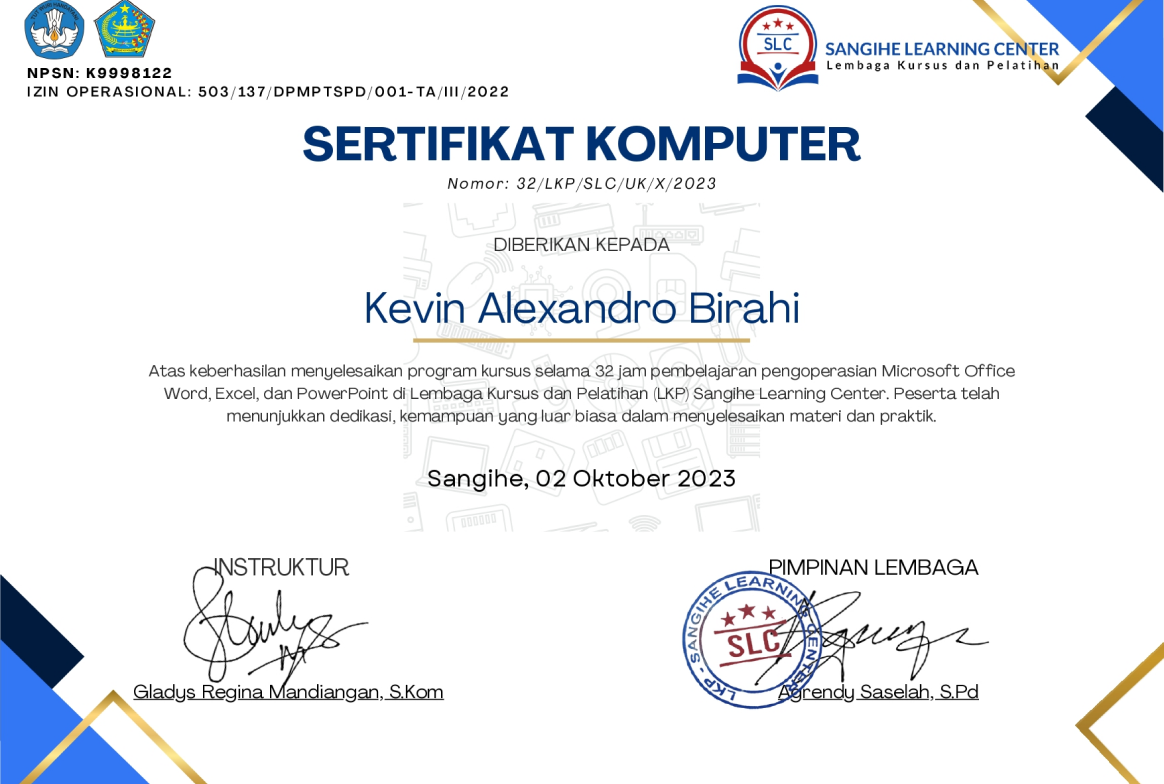 NPSN: K9998122
IZIN OPERASIONAL: 503/137/DPMPTSPD/001-TA/III/2022
SLC
SANGIHE LEARNING CENTER
Lembaga Kursus dan Pelatihan
SERTIFIKAT KOMPUTER
Nomor: 32/LKP/SLC/UK/X/2023
DIBERIKAN KEPADA
Kevin Alexandro Birahi
Atas keberhasilan menyelesaikan program kursus selama 32 jam pembelajaran pengoperasian Microsoft Office
Word, Excel, dan PowerPoint di Lembaga Kursus dan Pelatihan (LKP) Sangihe Learning Center. Peserta telah
menunjukkan dedikasi, kemampuan yang luar biasa dalam menyelesaikan materi dan praktik.
Sangihe, 02 Oktober 2023
INSTRUKTUR
Gladys Regina Mandiangan, S.Kom
PIMPINAN LEMBAGA
LKP - SANGIHE LEARNING CENTER
SLC
Agrendy Saselah, S.Pd